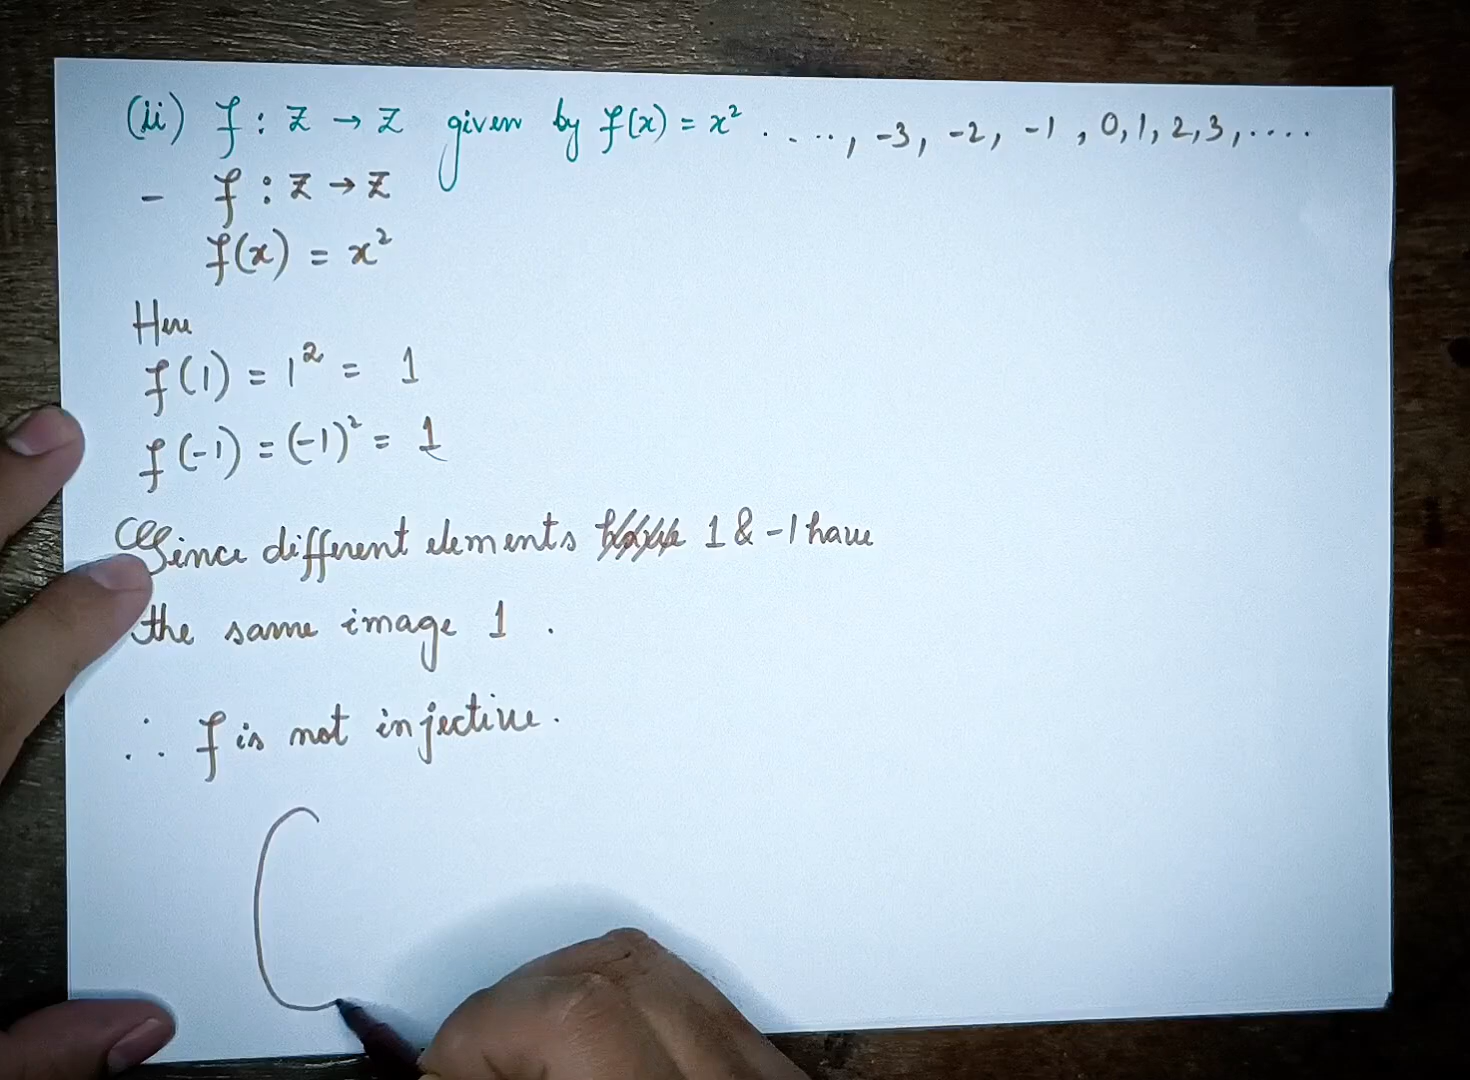 (ii) f : Z → Z given by f(x) = x² . . ...., -3, -2, -1, 0, 1, 2, 3, ....
- f : Z → Z
f(x) = x²
Here
f(1) = 1² = 1
f(-1) = (-1)² = 1
Since different elements 1 & -1 have
the same image 1 .
∴ f is not injective.